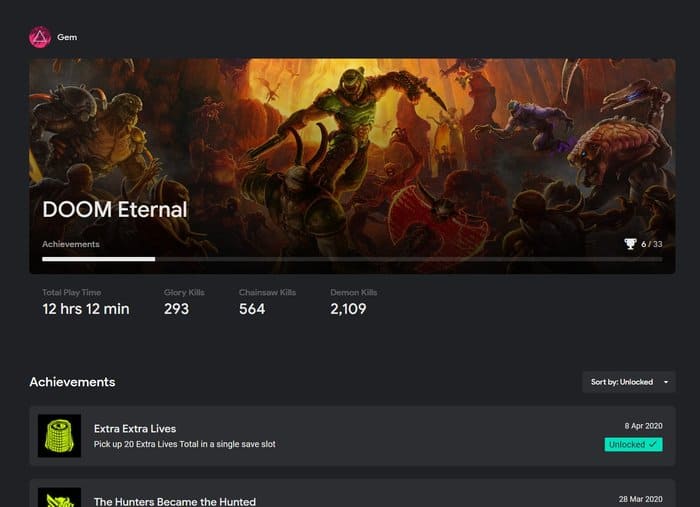 Gem
DOOM Eternal
Achievements
6 / 33
Total Play Time
Glory Kills
Chainsaw Kills
Demon Kills
12 hrs 12 min
293
564
2,109
Achievements
Sort by: Unlocked
Extra Extra Lives
8 Apr 2020
Pick up 20 Extra Lives Total in a single save slot
Unlocked
The Hunters Became the Hunted
28 Mar 2020